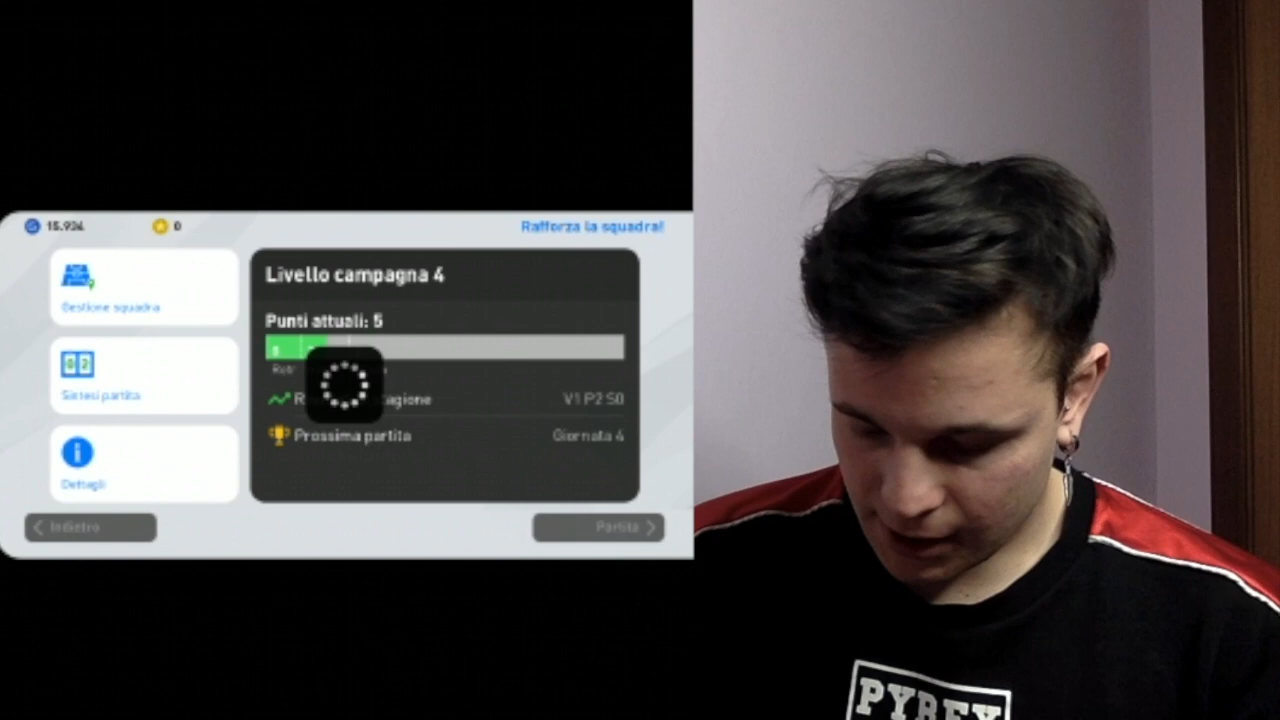 15.934
0
Rafforza la squadra!
Gestione squadra
Sintesi partita
Dettagli
Livello campagna 4
Punti attuali: 5
V1 P2 S0
Prossima partita
Giornata 4
Indietro
Partita
PYREX